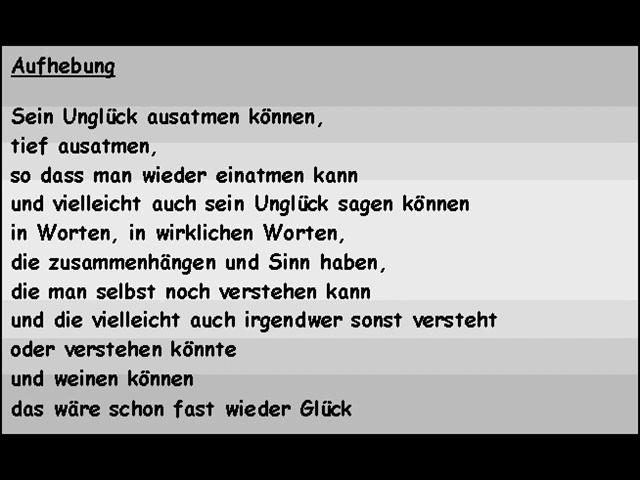 Aufhebung
Sein Unglück ausatmen können,
tief ausatmen,
so dass man wieder einatmen kann
und vielleicht auch sein Unglück sagen können
in Worten, in wirklichen Worten,
die zusammenhängen und Sinn haben,
die man selbst noch verstehen kann
und die vielleicht auch irgendwer sonst versteht
oder verstehen könnte
und weinen können
das wäre schon fast wieder Glück